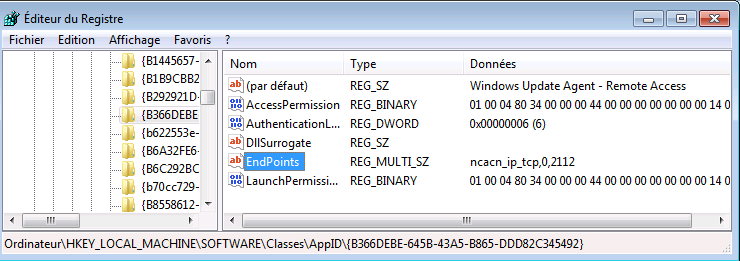 Éditeur du Registre
Fichier Edition Affichage Favoris ?
{B1445657-
{B1B9CBB2
{B292921D-
{B366DEBE
{b622553e-
{B6A32FE6-
{B6C292BC-
{b70cc729-
{B8558612-
Nom Type Données
(par défaut) REG_SZ Windows Update Agent - Remote Access
AccessPermission REG_BINARY 01 00 04 80 34 00 00 00 44 00 00 00 00 00 00 00 14 0
AuthenticationL... REG_DWORD 0x00000006 (6)
DllSurrogate REG_SZ
EndPoints REG_MULTI_SZ ncacn_ip_tcp,0,2112
LaunchPermissi... REG_BINARY 01 00 04 80 34 00 00 00 44 00 00 00 00 00 00 00 14 0
Ordinateur\HKEY_LOCAL_MACHINE\SOFTWARE\Classes\AppID\{B366DEBE-645B-43A5-B865-DDD82C345492}